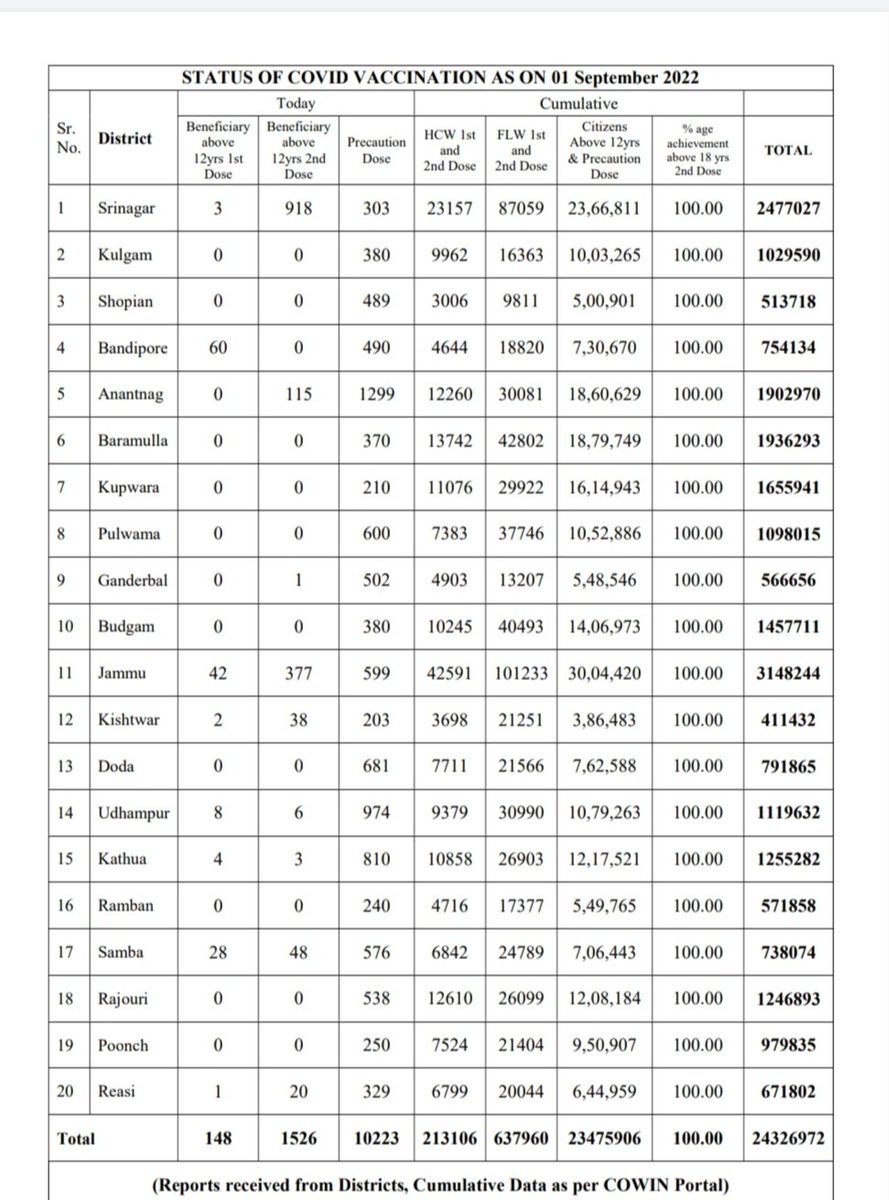 STATUS OF COVID VACCINATION AS ON 01 September 2022
Sr. No. District Today Cumulative
Beneficiary above 12yrs 1st Dose Beneficiary above 12yrs 2nd Dose Precaution Dose HCW 1st and 2nd Dose FLW 1st and 2nd Dose Citizens Above 12yrs & Precaution Dose % age achievement above 18 yrs 2nd Dose TOTAL
1 Srinagar 3 918 303 23157 87059 23,66,811 100.00 2477027
2 Kulgam 0 0 380 9962 16363 10,03,265 100.00 1029590
3 Shopian 0 0 489 3006 9811 5,00,901 100.00 513718
4 Bandipore 60 0 490 4644 18820 7,30,670 100.00 754134
5 Anantnag 0 115 1299 12260 30081 18,60,629 100.00 1902970
6 Baramulla 0 0 370 13742 42802 18,79,749 100.00 1936293
7 Kupwara 0 0 210 11076 29922 16,14,943 100.00 1655941
8 Pulwama 0 0 600 7383 37746 10,52,886 100.00 1098015
9 Ganderbal 0 1 502 4903 13207 5,48,546 100.00 566656
10 Budgam 0 0 380 10245 40493 14,06,973 100.00 1457711
11 Jammu 42 377 599 42591 101233 30,04,420 100.00 3148244
12 Kishtwar 2 38 203 3698 21251 3,86,483 100.00 411432
13 Doda 0 0 681 7711 21566 7,62,588 100.00 791865
14 Udhampur 8 6 974 9379 30990 10,79,263 100.00 1119632
15 Kathua 4 3 810 10858 26903 12,17,521 100.00 1255282
16 Ramban 0 0 240 4716 17377 5,49,765 100.00 571858
17 Samba 28 48 576 6842 24789 7,06,443 100.00 738074
18 Rajouri 0 0 538 12610 26099 12,08,184 100.00 1246893
19 Poonch 0 0 250 7524 21404 9,50,907 100.00 979835
20 Reasi 1 20 329 6799 20044 6,44,959 100.00 671802
Total 148 1526 10223 213106 637960 23475906 100.00 24326972
(Reports received from Districts, Cumulative Data as per COWIN Portal)